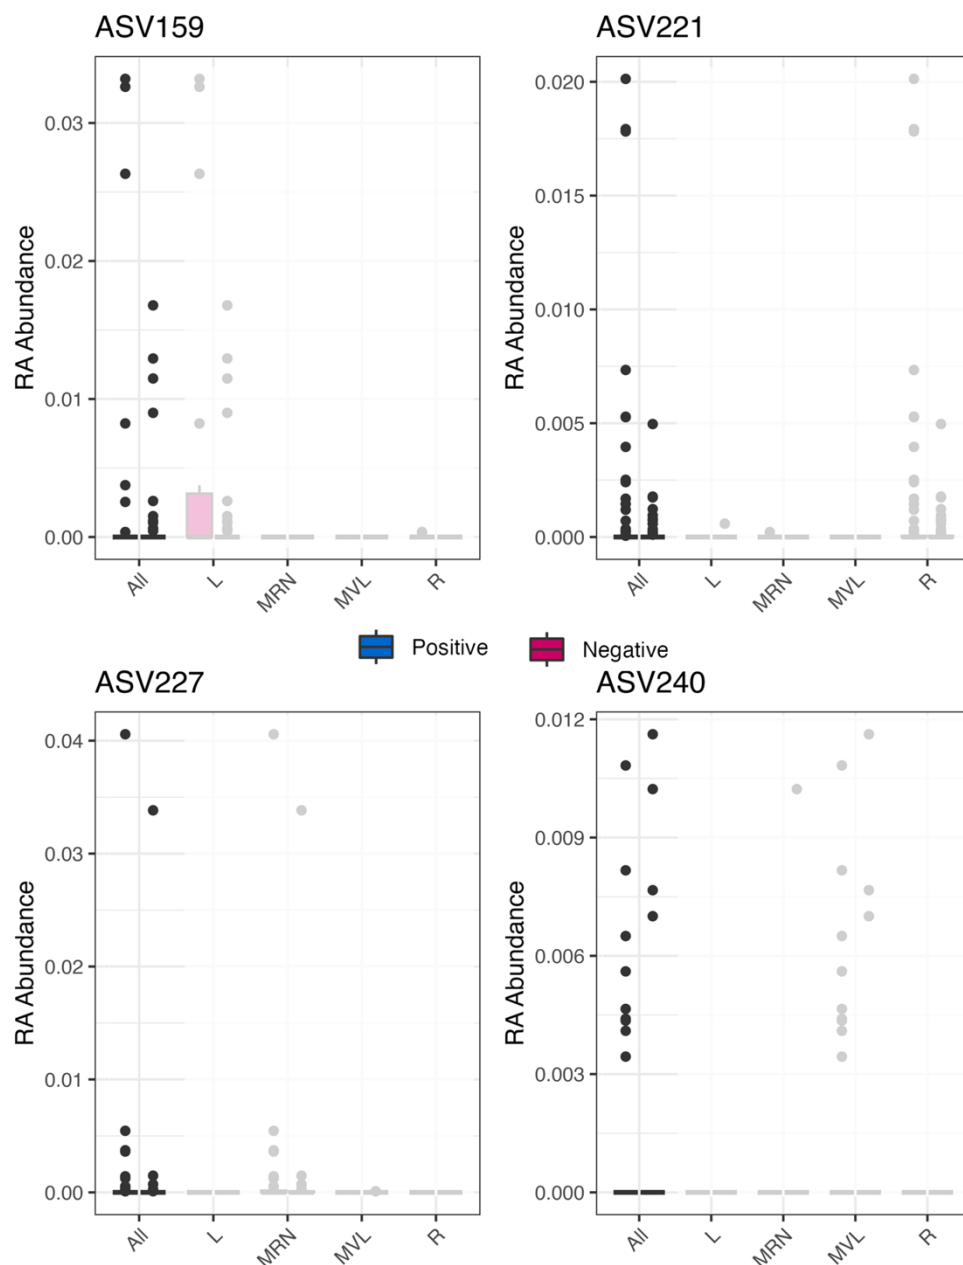 ASV159
RA Abundance
0.03
0.02
0.01
0.00
All L MRN MVL R
ASV221
RA Abundance
0.020
0.015
0.010
0.005
0.000
All L MRN MVL R
Positive Negative
ASV227
RA Abundance
0.04
0.03
0.02
0.01
0.00
All L MRN MVL R
ASV240
RA Abundance
0.012
0.009
0.006
0.003
0.000
All L MRN MVL R